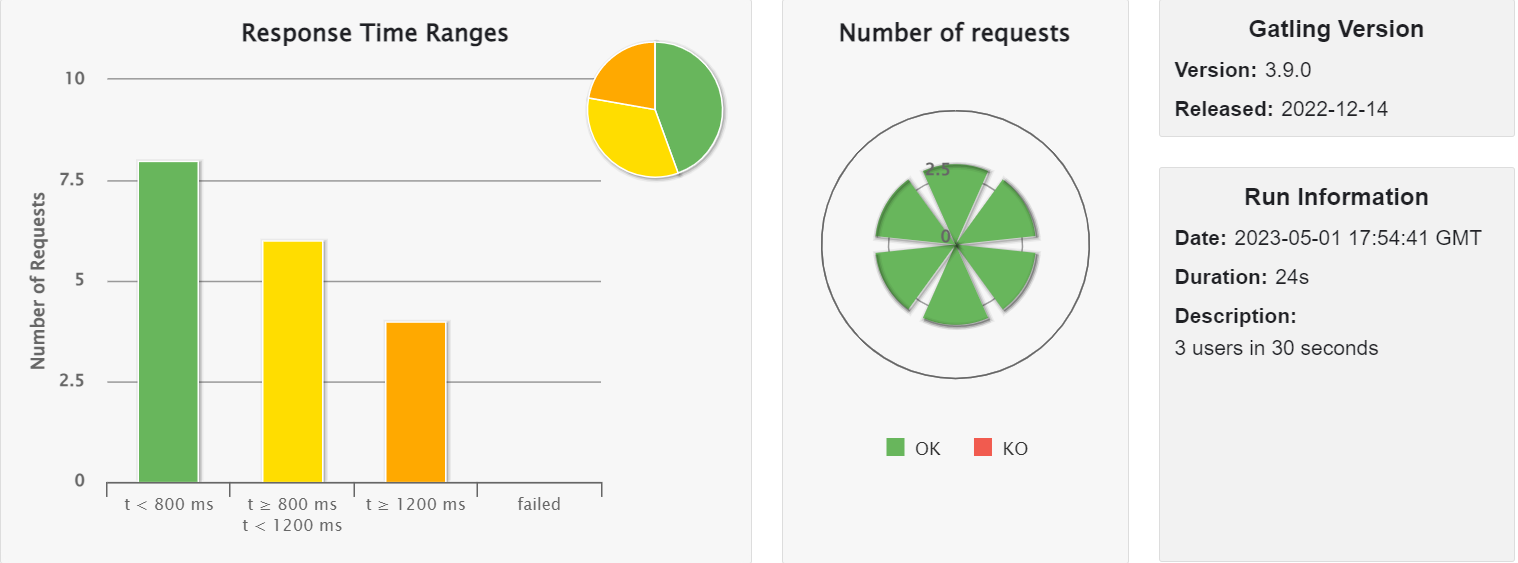 Response Time Ranges
10
7.5
5
2.5
0
Number of Requests
t < 800 ms
t ≥ 800 ms
t < 1200 ms
t ≥ 1200 ms
failed
Number of requests
2.5
0
OK
KO
Gatling Version
Version: 3.9.0
Released: 2022-12-14
Run Information
Date: 2023-05-01 17:54:41 GMT
Duration: 24s
Description:
3 users in 30 seconds